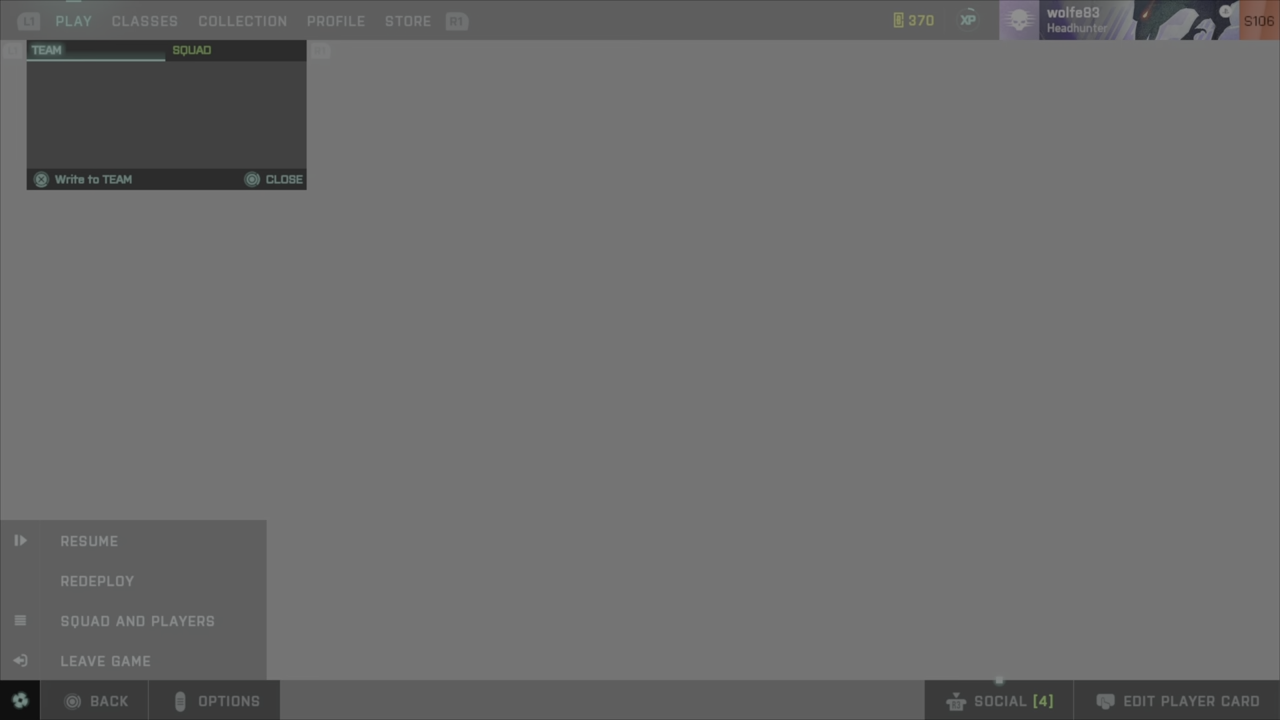 L1 PLAY CLASSES COLLECTION PROFILE STORE R1
370 XP wolfe83 S106
Headhunter
TEAM SQUAD
Write to TEAM CLOSE
RESUME
REDEPLOY
SQUAD AND PLAYERS
LEAVE GAME
BACK OPTIONS R3 SOCIAL [4] EDIT PLAYER CARD